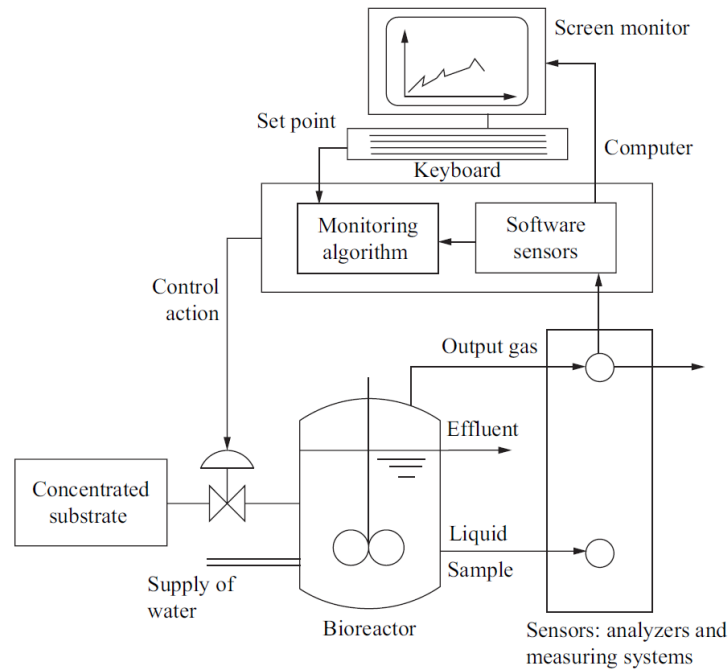 Screen monitor
Set point
Computer
Keyboard
Monitoring
algorithm
Software
sensors
Control
action
Output gas
Effluent
Concentrated
substrate
Liquid
Sample
Supply of
water
Bioreactor
Sensors: analyzers and
measuring systems